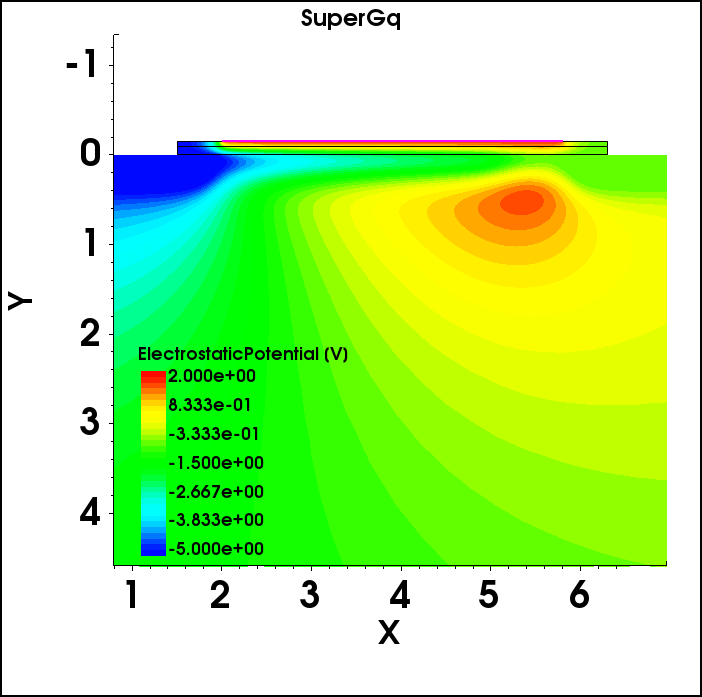 SuperGq
-1
0
1
2
3
4
Y
ElectrostaticPotential (V)
2.000e+00
8.333e-01
-3.333e-01
-1.500e+00
-2.667e+00
-3.833e+00
-5.000e+00
1 2 3 4 5 6
X